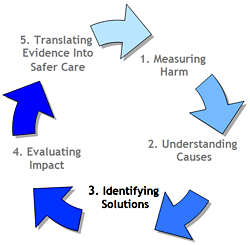 1. Measuring
Harm
2. Understanding
Causes
3. Identifying
Solutions
4. Evaluating
Impact
5. Translating
Evidence Into
Safer Care